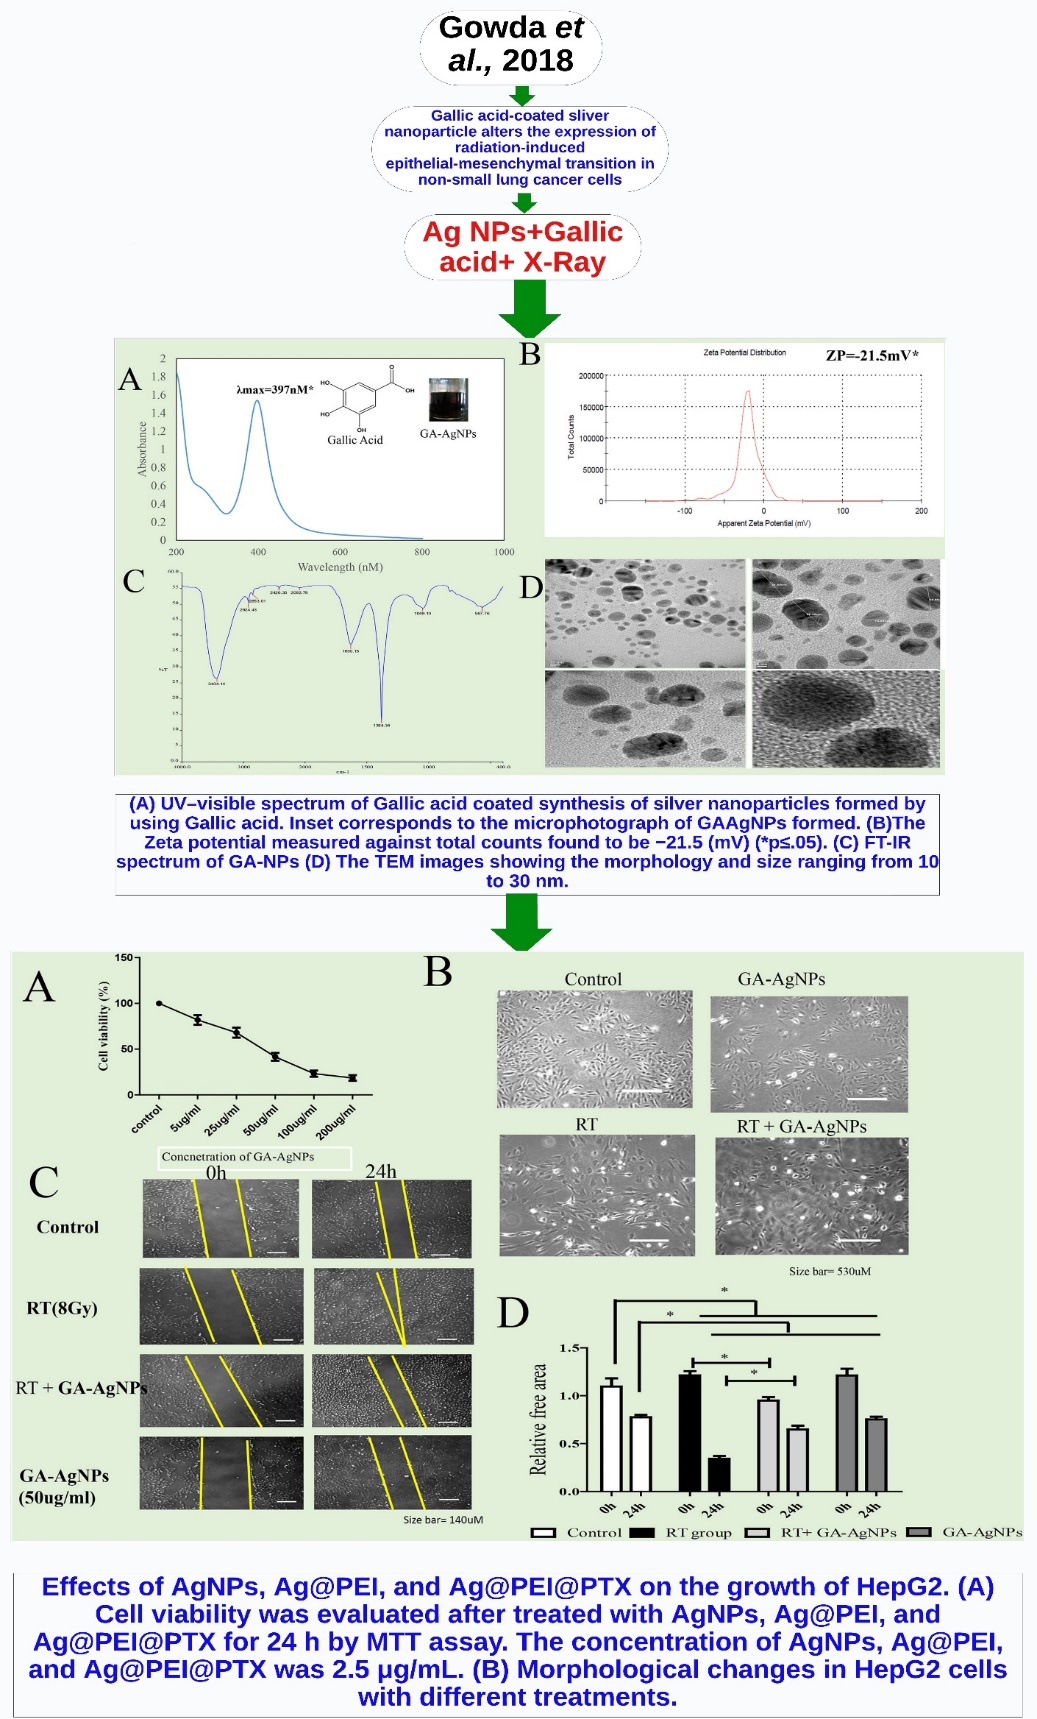 Gowda et
al., 2018
Gallic acid-coated sliver
nanoparticle alters the expression of
radiation-induced
epithelial-mesenchymal transition in
non-small lung cancer cells
Ag NPs+Gallic
acid+ X-Ray
A
2
1.8
1.6
1.4
1.2
1
0.8
0.6
0.4
0.2
0
Absorbance
λmax=397nM*
HO
HO
OH
O
OH
Gallic Acid
GA-AgNPs
200
400
600
800
1000
Wavelength (nM)
B
Zeta Potential Distribution
ZP=-21.5mV*
200000
150000
100000
50000
0
Total Counts
-100
0
100
200
Apparent Zeta Potential (mV)
C
D
(A) UV–visible spectrum of Gallic acid coated synthesis of silver nanoparticles formed by
using Gallic acid. Inset corresponds to the microphotograph of GAAgNPs formed. (B)The
Zeta potential measured against total counts found to be −21.5 (mV) (*p≤.05). (C) FT-IR
spectrum of GA-NPs (D) The TEM images showing the morphology and size ranging from 10
to 30 nm.
A
150
100
50
0
Cell viability (%)
control
5ug/ml
25ug/ml
50ug/ml
100ug/ml
200ug/ml
Concnetration of GA-AgNPs
B
Control
GA-AgNPs
RT
RT + GA-AgNPs
Size bar= 530uM
C
0h
24h
Control
RT(8Gy)
RT + GA-AgNPs
GA-AgNPs
(50ug/ml)
Size bar= 140uM
D
*
*
*
*
1.5
1.0
0.5
0.0
Relative free area
0h
24h
0h
24h
0h
24h
0h
24h
Control
RT group
RT+ GA-AgNPs
GA-AgNPs
Effects of AgNPs, Ag@PEI, and Ag@PEI@PTX on the growth of HepG2. (A)
Cell viability was evaluated after treated with AgNPs, Ag@PEI, and
Ag@PEI@PTX for 24 h by MTT assay. The concentration of AgNPs, Ag@PEI,
and Ag@PEI@PTX was 2.5 μg/mL. (B) Morphological changes in HepG2 cells
with different treatments.